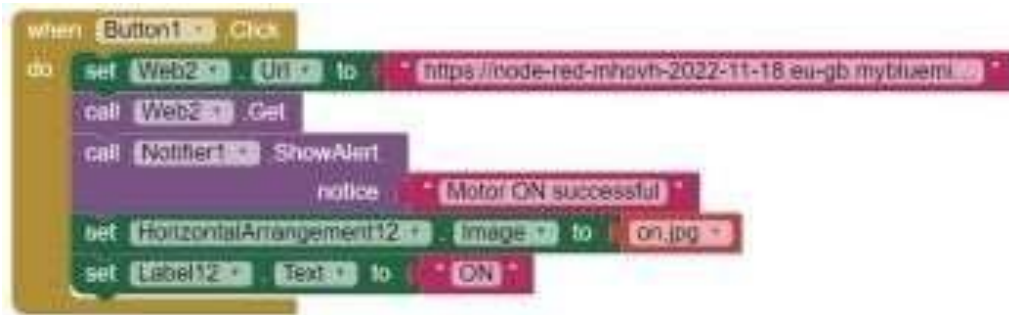 when Button1 .Click
do set Web2 . Url to " https://node-red-mhovh-2022-11-18.eu-gb.mybluemi... "
call Web2 .Get
call Notifier1 .ShowAlert
notice " Motor ON successful "
set HorizontalArrangement12 . Image to on.jpg
set Label12 . Text to " ON "